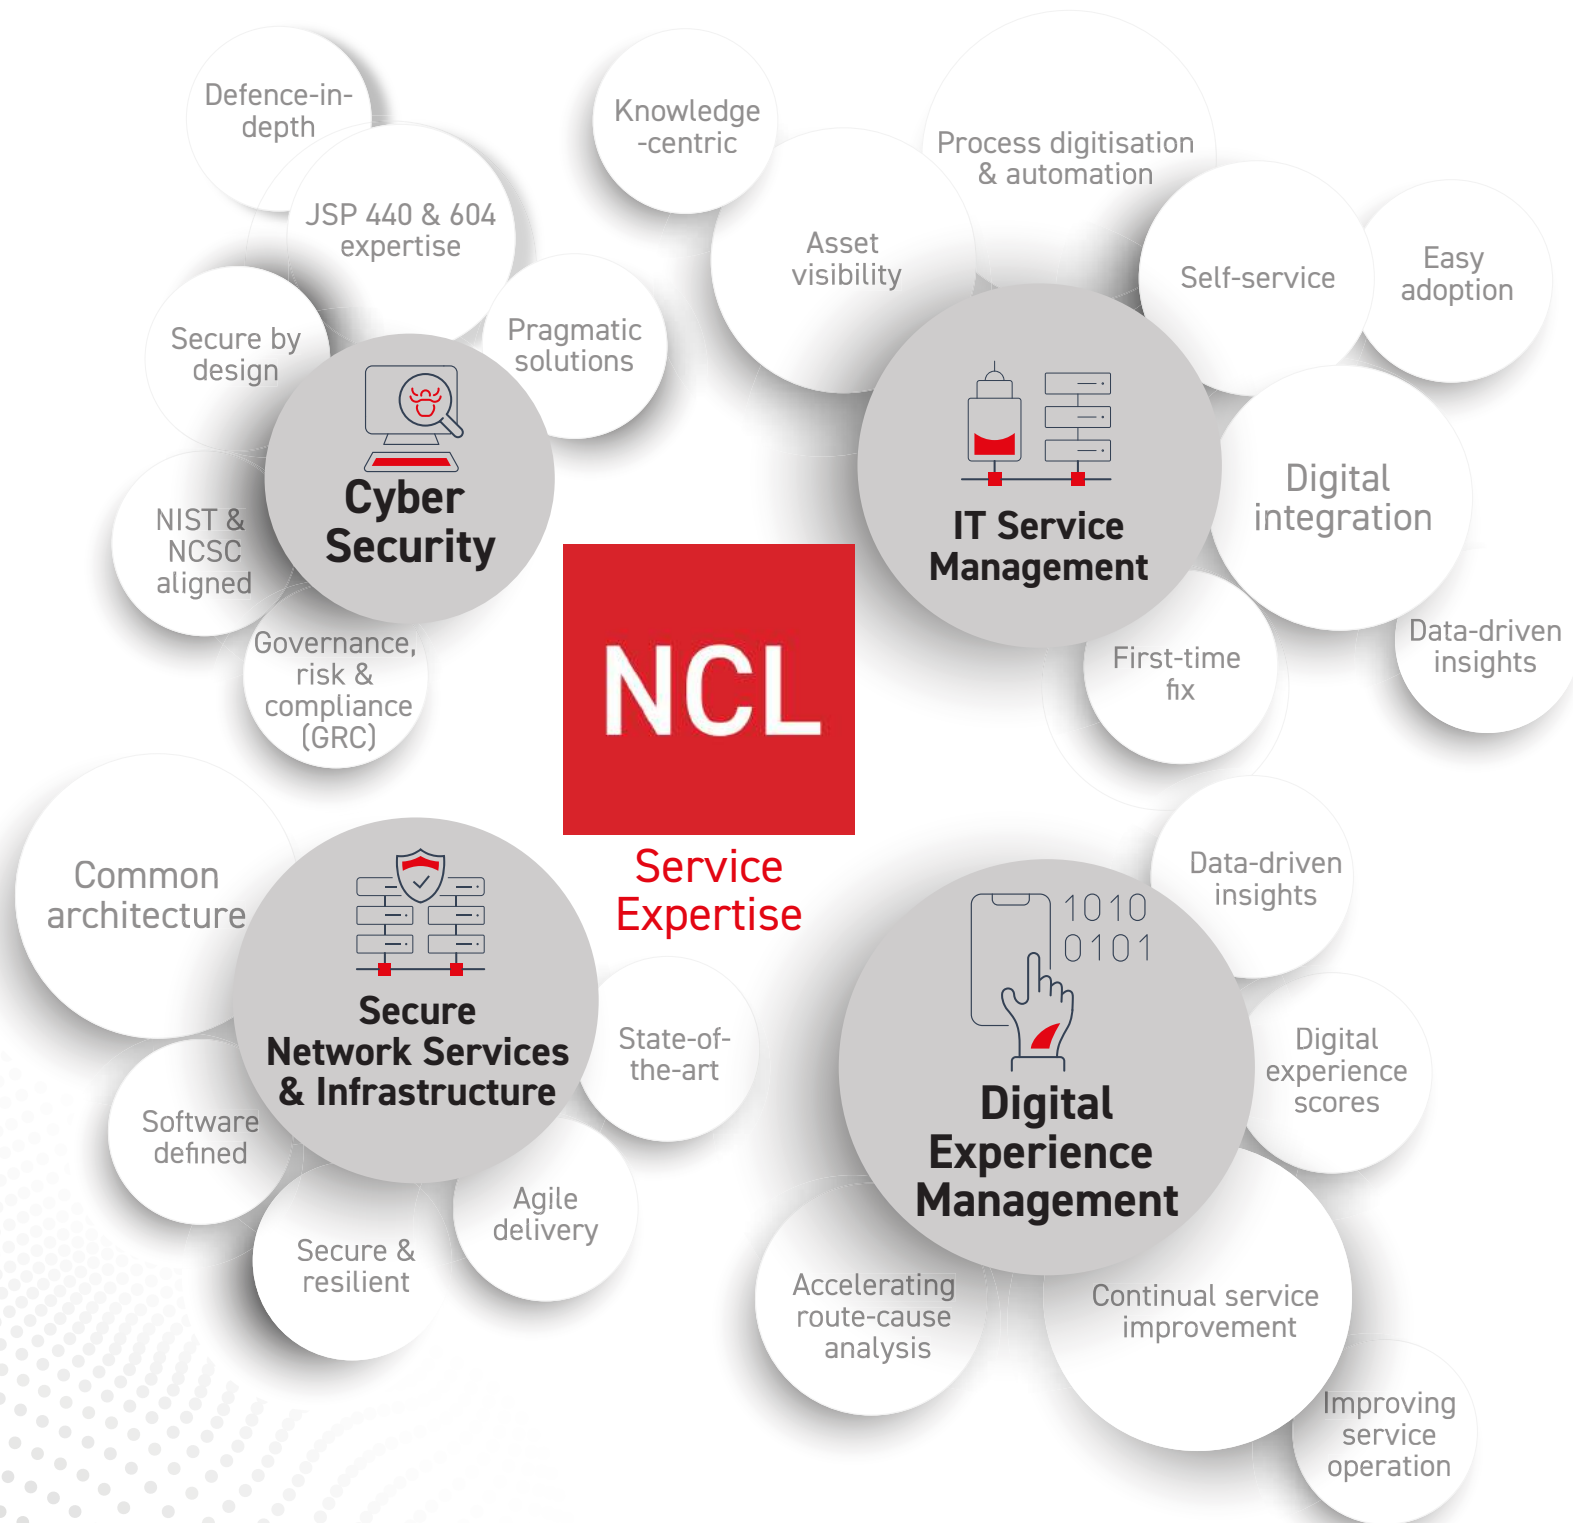 Defence-in-
depth
JSP 440 & 604
expertise
Secure by
design
Pragmatic
solutions
NIST &
NCSC
aligned
Cyber
Security
Governance,
risk &
compliance
(GRC)
Knowledge
-centric
Process digitisation
& automation
Asset
visibility
Self-service
Easy
adoption
IT Service
Management
Digital
integration
First-time
fix
Data-driven
insights
NCL
Service
Expertise
Common
architecture
Secure
Network Services
& Infrastructure
State-of-
the-art
Software
defined
Agile
delivery
Secure &
resilient
Data-driven
insights
1010
0101
Digital
experience
scores
Digital
Experience
Management
Accelerating
route-cause
analysis
Continual service
improvement
Improving
service
operation